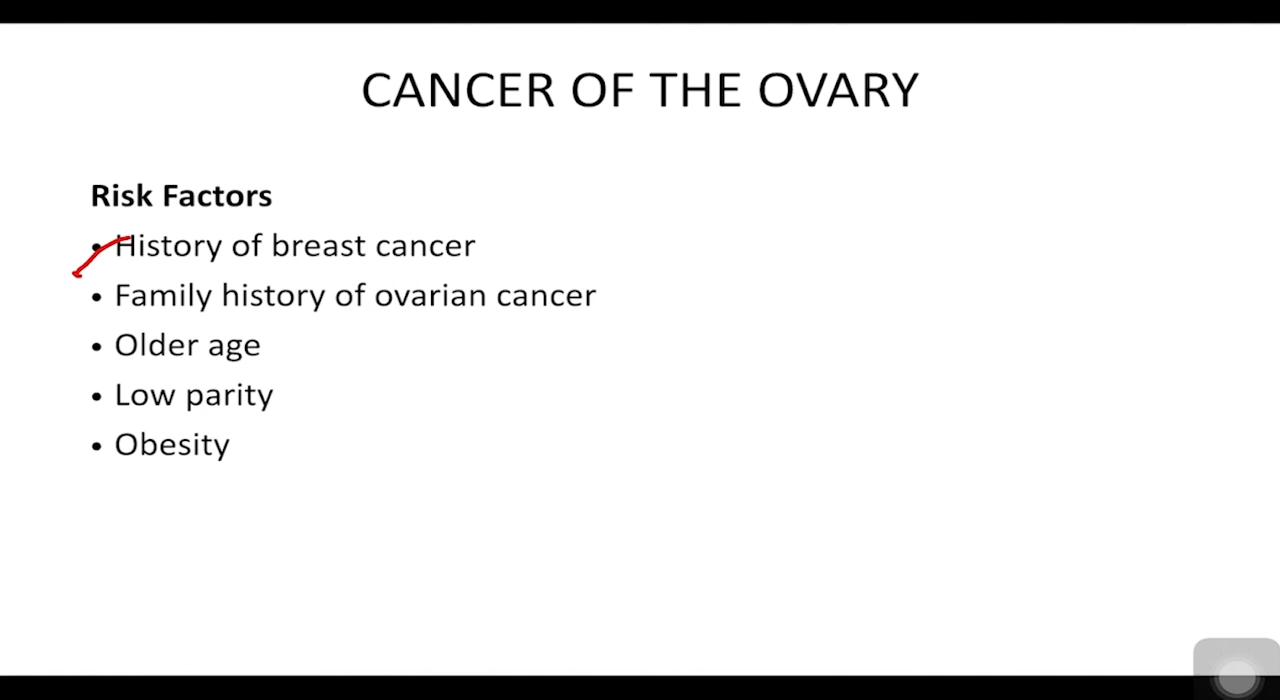 CANCER OF THE OVARY
Risk Factors
• History of breast cancer
• Family history of ovarian cancer
• Older age
• Low parity
• Obesity